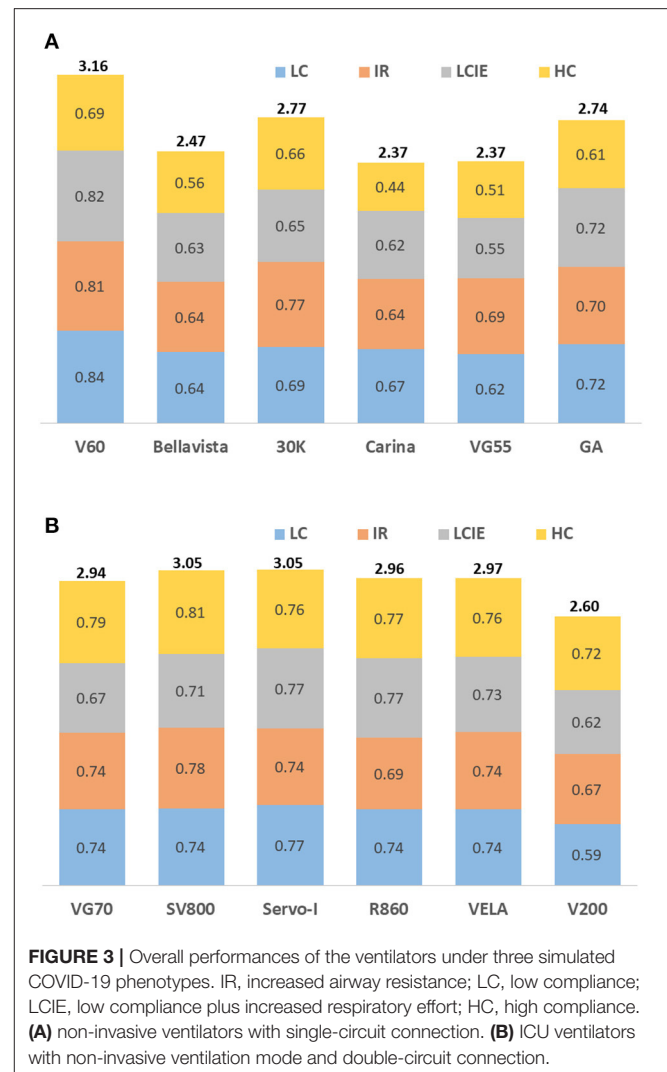 A
LC IR LCIE HC
3.16 2.47 2.77 2.37 2.37 2.74
0.69 0.56 0.66 0.44 0.51 0.61
0.82 0.63 0.65 0.62 0.55 0.72
0.81 0.64 0.77 0.64 0.69 0.70
0.84 0.64 0.69 0.67 0.62 0.72
V60 Bellavista 30K Carina VG55 GA
B
LC IR LCIE HC
2.94 3.05 3.05 2.96 2.97 2.60
0.79 0.81 0.76 0.77 0.76 0.72
0.67 0.71 0.77 0.77 0.73 0.62
0.74 0.78 0.74 0.69 0.74 0.67
0.74 0.74 0.77 0.74 0.74 0.59
VG70 SV800 Servo-I R860 VELA V200
FIGURE 3 | Overall performances of the ventilators under three simulated
COVID-19 phenotypes. IR, increased airway resistance; LC, low compliance;
LCIE, low compliance plus increased respiratory effort; HC, high compliance.
(A) non-invasive ventilators with single-circuit connection. (B) ICU ventilators
with non-invasive ventilation mode and double-circuit connection.